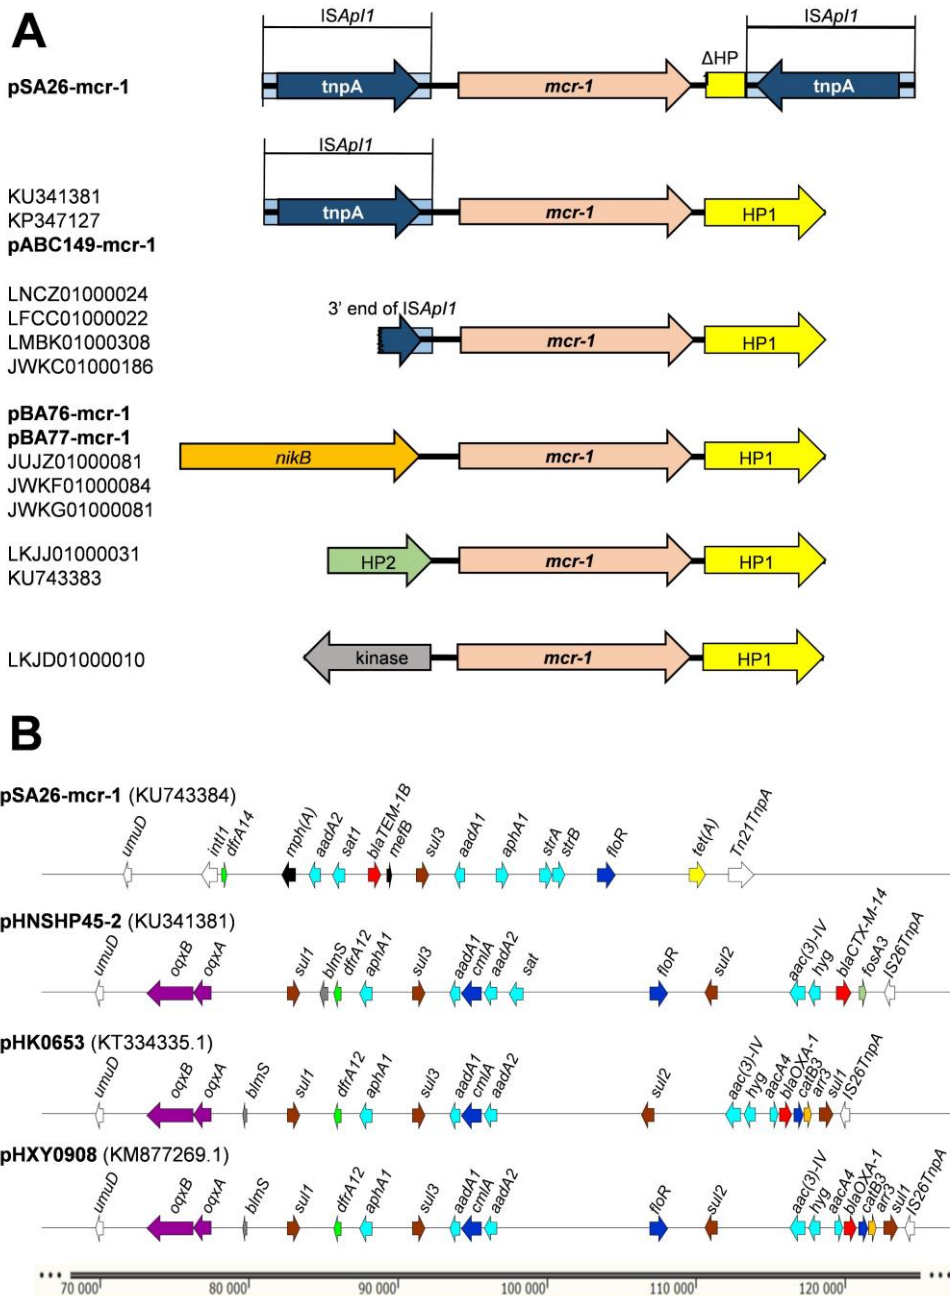 A
ISApl1
ISApl1
pSA26-mcr-1
tnpA
mcr-1
ΔHP
tnpA
ISApl1
KU341381
KP347127
pABC149-mcr-1
tnpA
mcr-1
HP1
LNCZ01000024
LFCC01000022
LMBK01000308
JWKC01000186
3' end of ISApl1
mcr-1
HP1
pBA76-mcr-1
pBA77-mcr-1
JUJZ01000081
JWKF01000084
JWKG01000081
nikB
mcr-1
HP1
LKJJ01000031
KU743383
HP2
mcr-1
HP1
LKJD01000010
kinase
mcr-1
HP1
B
pSA26-mcr-1 (KU743384)
umuD
intI1
dfrA14
mph(A)
aadA2
sat1
blaTEM-1B
mefB
sul3
aadA1
aphA1
strA
strB
floR
tet(A)
Tn21TnpA
pHNSHP45-2 (KU341381)
umuD
oqxB
oqxA
sul1
blmS
dfrA12
aphA1
sul3
aadA1
cmlA
aadA2
sat
floR
sul2
aac(3)-IV
hyg
blaCTX-M-14
fosA3
IS26TnpA
pHK0653 (KT334335.1)
umuD
oqxB
oqxA
blmS
sul1
dfrA12
aphA1
sul3
aadA1
cmlA
aadA2
sul2
aac(3)-IV
hyg
aacA4
blaOXA-1
catB3
arr3
sul1
IS26TnpA
pHXY0908 (KM877269.1)
umuD
oqxB
oqxA
blmS
sul1
dfrA12
aphA1
sul3
aadA1
cmlA
aadA2
floR
sul2
aac(3)-IV
hyg
aacA4
blaOXA-1
catB3
arr3
sul1
IS26TnpA
70 000
80 000
90 000
100 000
110 000
120 000